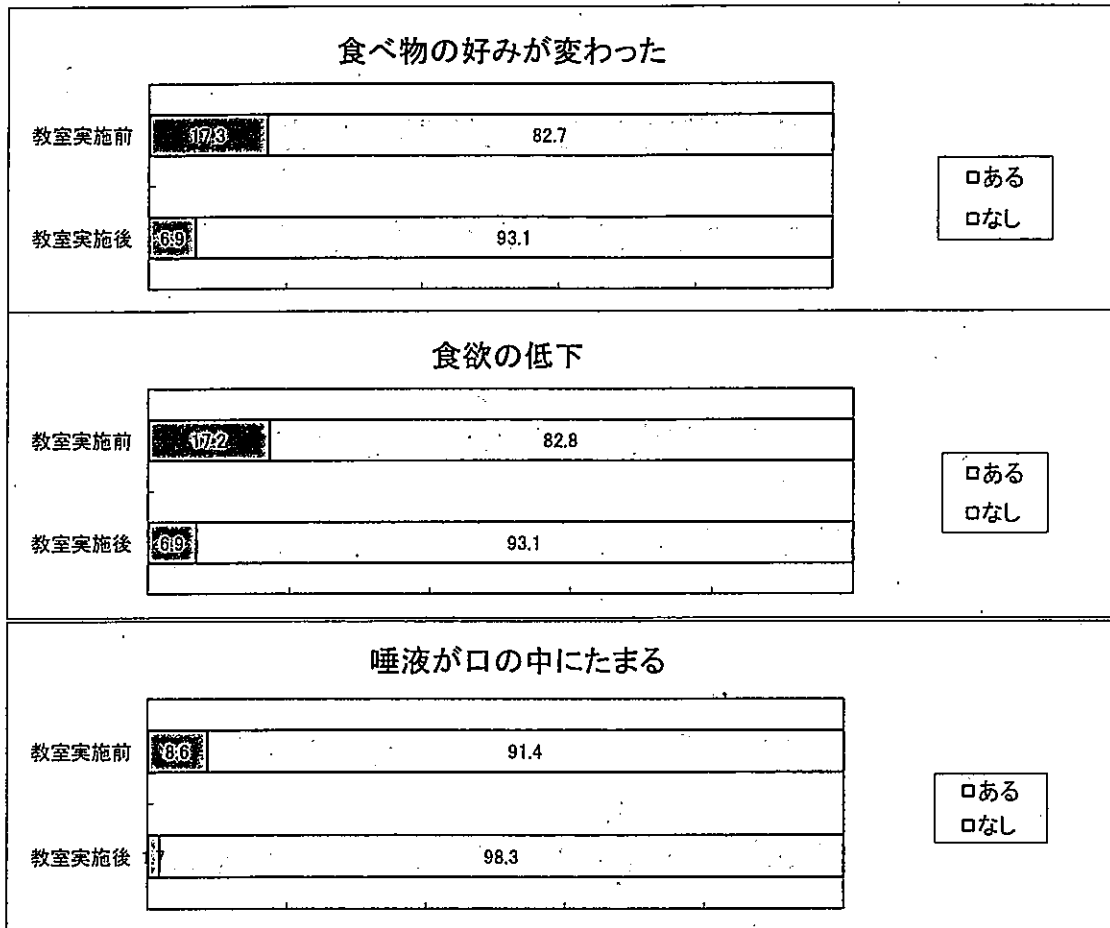 食べ物の好みが変わった
教室実施前 17.3 82.7
教室実施後 6.9 93.1
ある
なし
食欲の低下
教室実施前 17.2 82.8
教室実施後 6.9 93.1
ある
なし
唾液が口の中にたまる
教室実施前 8.6 91.4
教室実施後 98.3
ある
なし